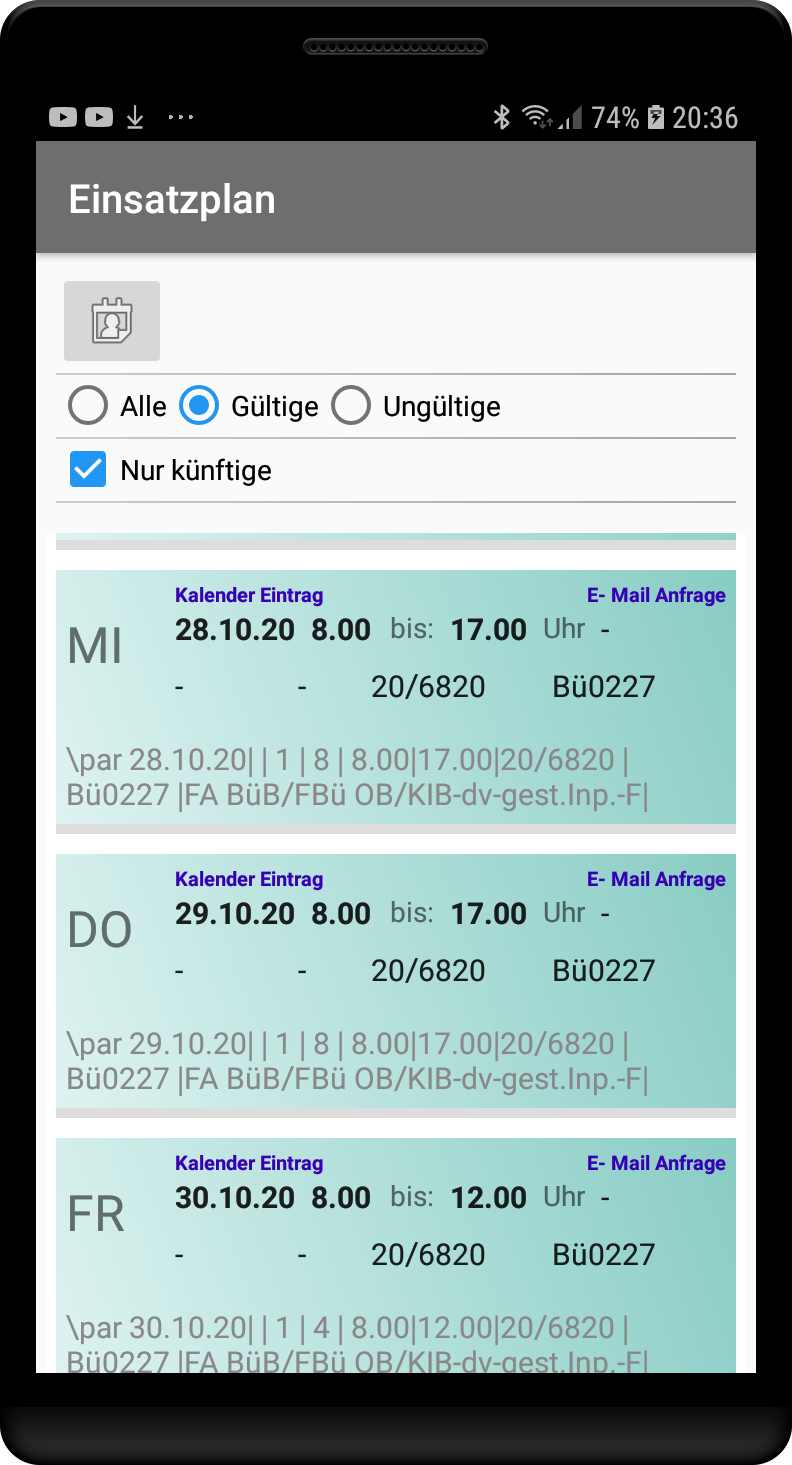 74% 20:36
Einsatzplan
Alle Gültige Ungültige
Nur künftige
Kalender Eintrag E- Mail Anfrage
MI 28.10.20 8.00 bis: 17.00 Uhr -
- - 20/6820 Bü0227
\par 28.10.20| | 1 | 8 | 8.00|17.00|20/6820 |
Bü0227 |FA BüB/FBü OB/KIB-dv-gest.Inp.-F|
Kalender Eintrag E- Mail Anfrage
DO 29.10.20 8.00 bis: 17.00 Uhr -
- - 20/6820 Bü0227
\par 29.10.20| | 1 | 8 | 8.00|17.00|20/6820 |
Bü0227 |FA BüB/FBü OB/KIB-dv-gest.Inp.-F|
Kalender Eintrag E- Mail Anfrage
FR 30.10.20 8.00 bis: 12.00 Uhr -
- - 20/6820 Bü0227
\par 30.10.20| | 1 | 4 | 8.00|12.00|20/6820 |
Bü0227 |FA BüB/FBü OB/KIB-dv-gest.Inp.-F|